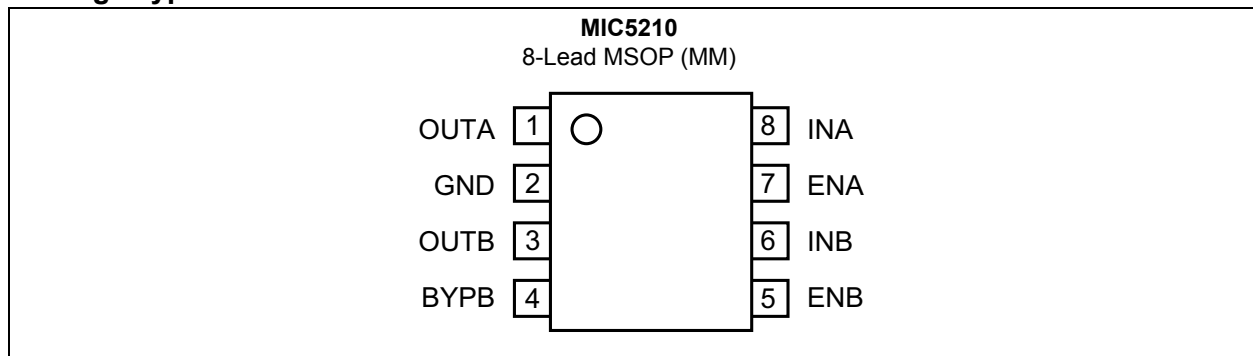 MIC5210
8-Lead MSOP (MM)
OUTA 1 8 INA
GND 2 7 ENA
OUTB 3 6 INB
BYPB 4 5 ENB